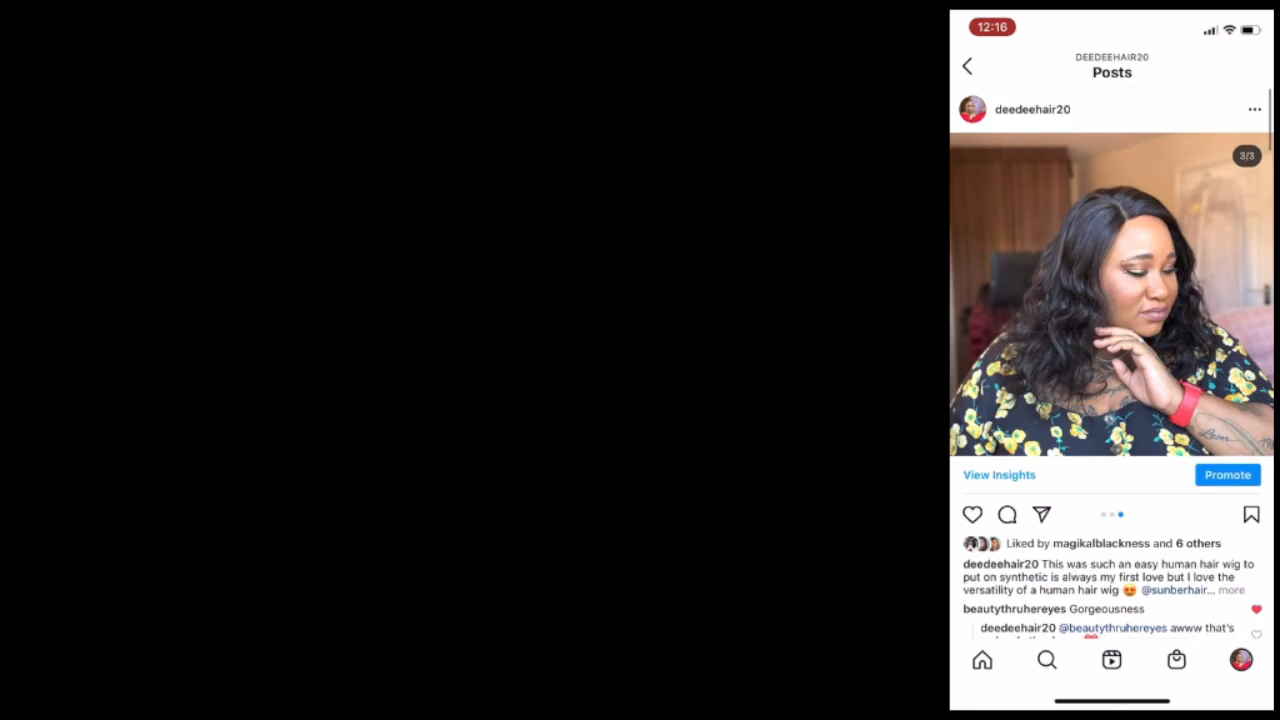 12:16
DEEDEEHAIR20
Posts
deedeehair20
3/3
View Insights
Promote
Liked by magikalblackness and 6 others
deedeehair20 This was such an easy human hair wig to
put on synthetic is always my first love but I love the
versatility of a human hair wig 😍 @sunberhair... more
beautythruhereyes Gorgeousness
deedeehair20 @beautythruhereyes awww that's